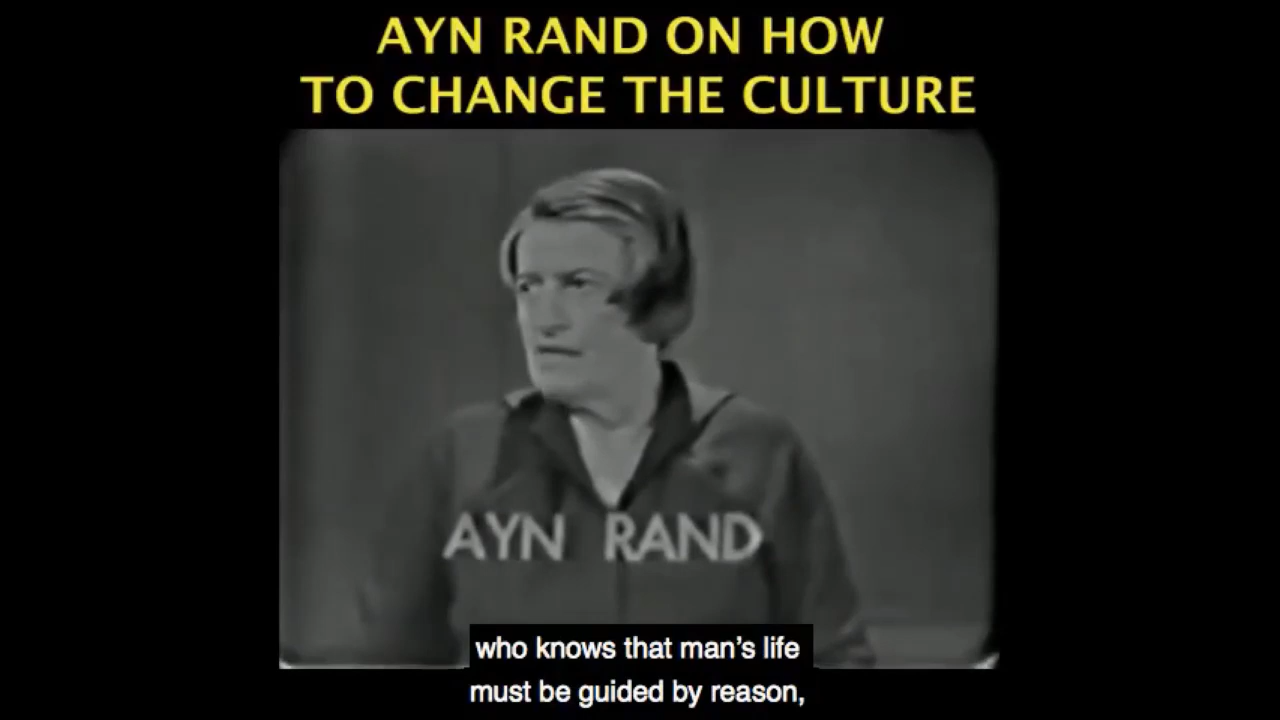 AYN RAND ON HOW
TO CHANGE THE CULTURE
AYN RAND
who knows that man's life
must be guided by reason,